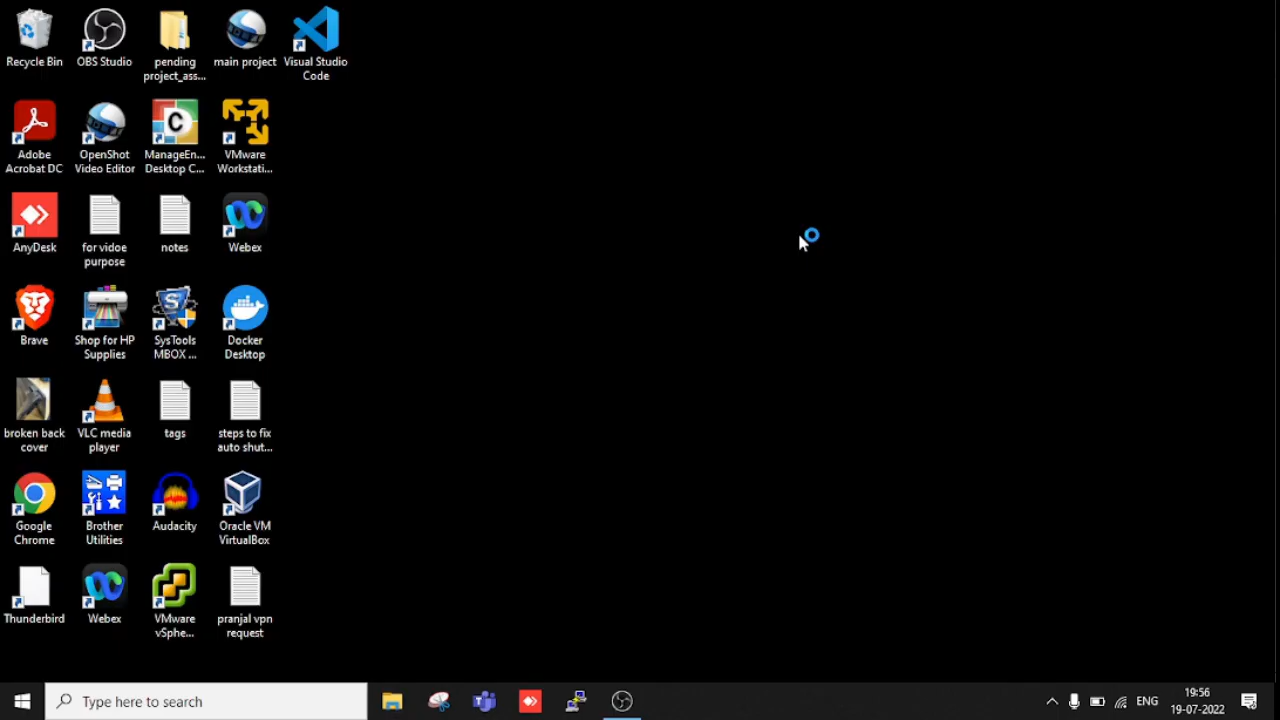 Recycle Bin
OBS Studio
pending
project_ass...
main project
Visual Studio
Code
Adobe
Acrobat DC
OpenShot
Video Editor
ManageEn...
Desktop C...
VMware
Workstati...
AnyDesk
for vidoe
purpose
notes
Webex
Brave
Shop for HP
Supplies
SysTools
MBOX ...
Docker
Desktop
broken back
cover
VLC media
player
tags
steps to fix
auto shut...
Google
Chrome
Brother
Utilities
Audacity
Oracle VM
VirtualBox
Thunderbird
Webex
VMware
vSphe...
pranjal vpn
request
Type here to search
ENG
19:56
19-07-2022